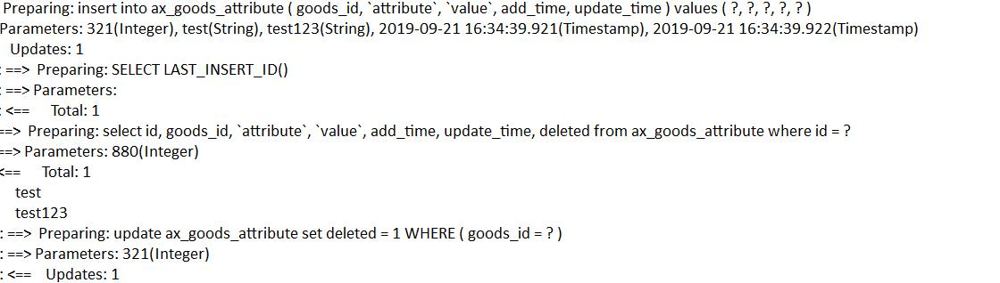 Preparing: insert into ax_goods_attribute ( goods_id, `attribute`, `value`, add_time, update_time ) values ( ?, ?, ?, ?, ? )
Parameters: 321(Integer), test(String), test123(String), 2019-09-21 16:34:39.921(Timestamp), 2019-09-21 16:34:39.922(Timestamp)
Updates: 1
: ==> Preparing: SELECT LAST_INSERT_ID()
: ==> Parameters:
: <== Total: 1
==> Preparing: select id, goods_id, `attribute`, `value`, add_time, update_time, deleted from ax_goods_attribute where id = ?
==> Parameters: 880(Integer)
<== Total: 1
test
test123
: ==> Preparing: update ax_goods_attribute set deleted = 1 WHERE ( goods_id = ? )
: ==> Parameters: 321(Integer)
: <== Updates: 1